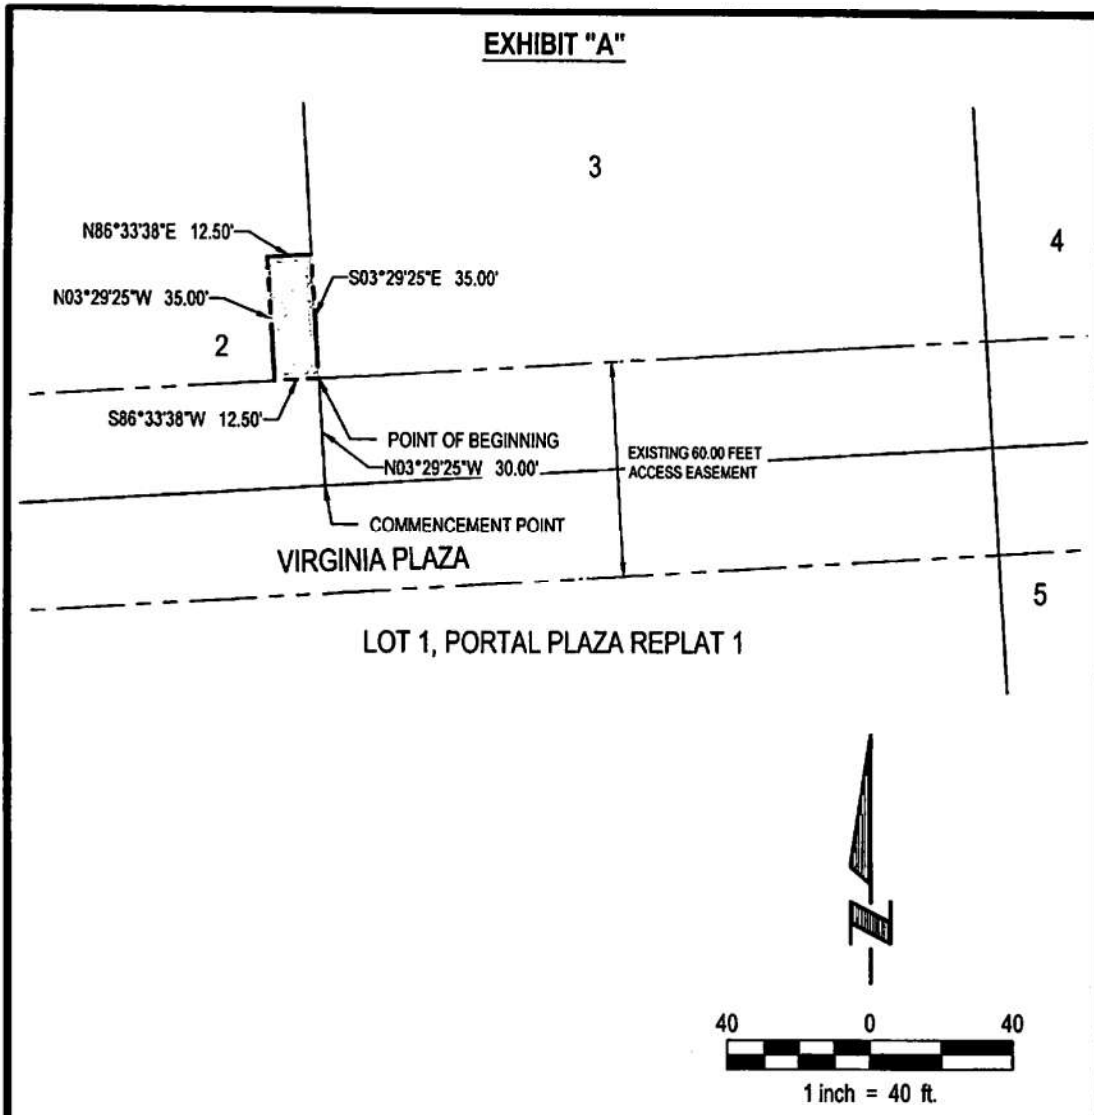 EXHIBIT "A"
3
4
N86°33'38"E 12.50'
S03°29'25"E 35.00'
N03°29'25"W 35.00'
2
S86°33'38"W 12.50'
POINT OF BEGINNING
N03°29'25"W 30.00'
EXISTING 60.00 FEET
ACCESS EASEMENT
COMMENCEMENT POINT
VIRGINIA PLAZA
5
LOT 1, PORTAL PLAZA REPLAT 1
N
40 0 40
1 inch = 40 ft.